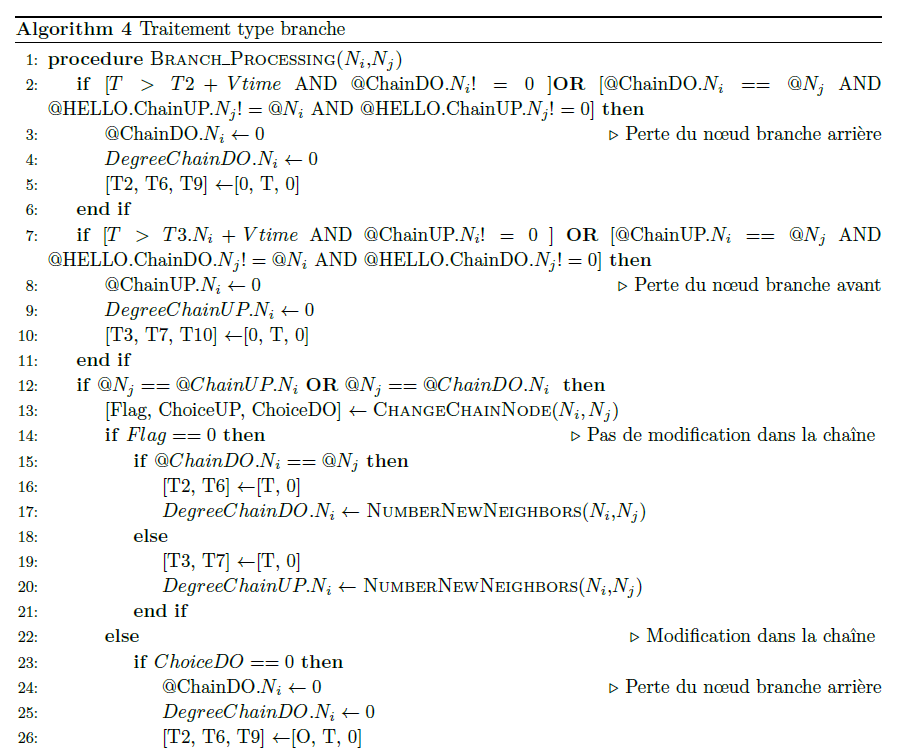 Algorithm 4 Traitement type branche
1: procedure BRANCH_PROCESSING(Ni,Nj)
2: if [T > T2 + Vtime AND @ChainDO.Ni! = 0 ]OR [@ChainDO.Ni == @Nj AND
@HELLO.ChainUP.Nj! = @Ni AND @HELLO.ChainUP.Nj! = 0] then
3: @ChainDO.Ni ← 0 ▷ Perte du nœud branche arrière
4: DegreeChainDO.Ni ← 0
5: [T2, T6, T9] ←[0, T, 0]
6: end if
7: if [T > T3.Ni + Vtime AND @ChainUP.Ni! = 0 ] OR [@ChainUP.Ni == @Nj AND
@HELLO.ChainDO.Nj! = @Ni AND @HELLO.ChainDO.Nj! = 0] then
8: @ChainUP.Ni ← 0 ▷ Perte du nœud branche avant
9: DegreeChainUP.Ni ← 0
10: [T3, T7, T10] ←[0, T, 0]
11: end if
12: if @Nj == @ChainUP.Ni OR @Nj == @ChainDO.Ni then
13: [Flag, ChoiceUP, ChoiceDO] ← CHANGECHAINNODE(Ni, Nj)
14: if Flag == 0 then ▷ Pas de modification dans la chaîne
15: if @ChainDO.Ni == @Nj then
16: [T2, T6] ←[T, 0]
17: DegreeChainDO.Ni ← NUMBERNEWNEIGHBORS(Ni,Nj)
18: else
19: [T3, T7] ←[T, 0]
20: DegreeChainUP.Ni ← NUMBERNEWNEIGHBORS(Ni,Nj)
21: end if
22: else ▷ Modification dans la chaîne
23: if ChoiceDO == 0 then
24: @ChainDO.Ni ← 0 ▷ Perte du nœud branche arrière
25: DegreeChainDO.Ni ← 0
26: [T2, T6, T9] ←[O, T, 0]